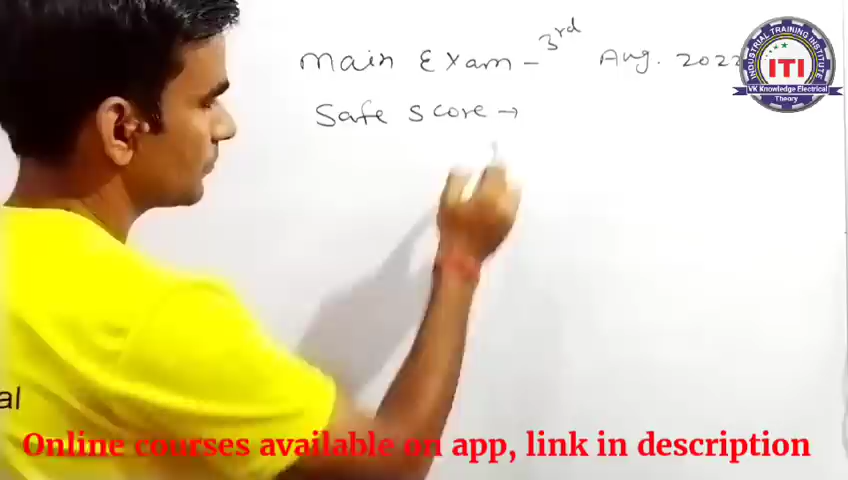 Main Exam - 3rd Aug. 2022
Safe Score →
INDUSTRIAL TRAINING INSTITUTE
ITI
VK Knowledge Electrical
Theory
al
Online courses available on app, link in description